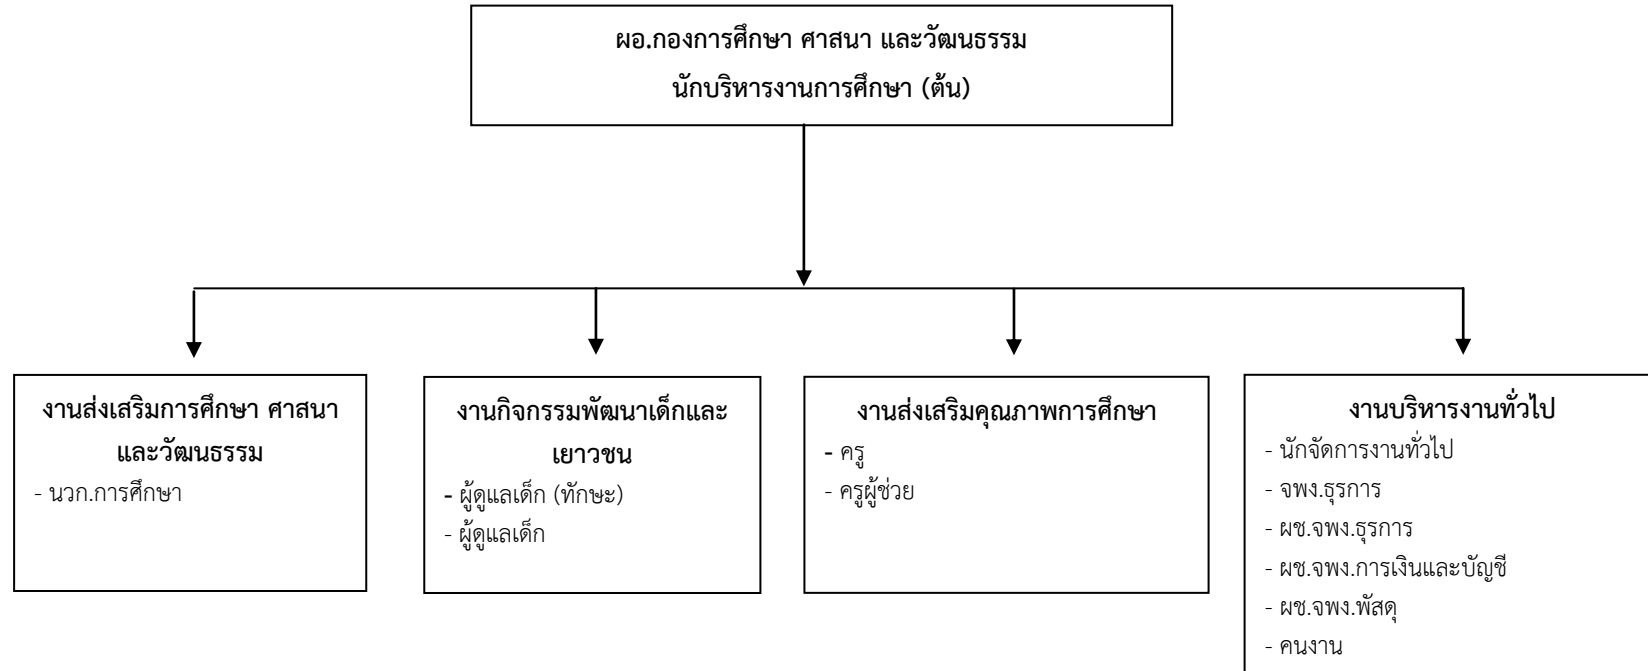 ผอ.กองการศึกษา ศาสนา และวัฒนธรรม
นักบริหารงานการศึกษา (ต้น)
งานส่งเสริมการศึกษา ศาสนา
และวัฒนธรรม
- นวก.การศึกษา
งานกิจกรรมพัฒนาเด็กและ
เยาวชน
- ผู้ดูแลเด็ก (ทักษะ)
- ผู้ดูแลเด็ก
งานส่งเสริมคุณภาพการศึกษา
- ครู
- ครูผู้ช่วย
งานบริหารงานทั่วไป
- นักจัดการงานทั่วไป
- จพง.ธุรการ
- ผช.จพง.ธุรการ
- ผช.จพง.การเงินและบัญชี
- ผช.จพง.พัสดุ
- คนงาน